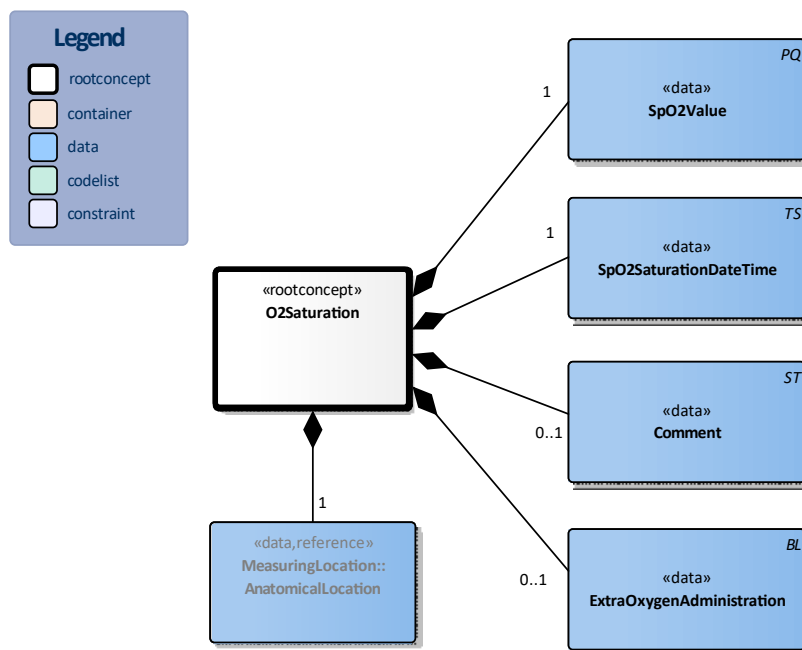 Legend
rootconcept
container
data
codelist
constraint
PQ
«data»
SpO2Value
1
TS
«data»
SpO2SaturationDateTime
1
«rootconcept»
O2Saturation
ST
«data»
Comment
0..1
1
«data,reference»
MeasuringLocation::
AnatomicalLocation
BL
«data»
ExtraOxygenAdministration
0..1